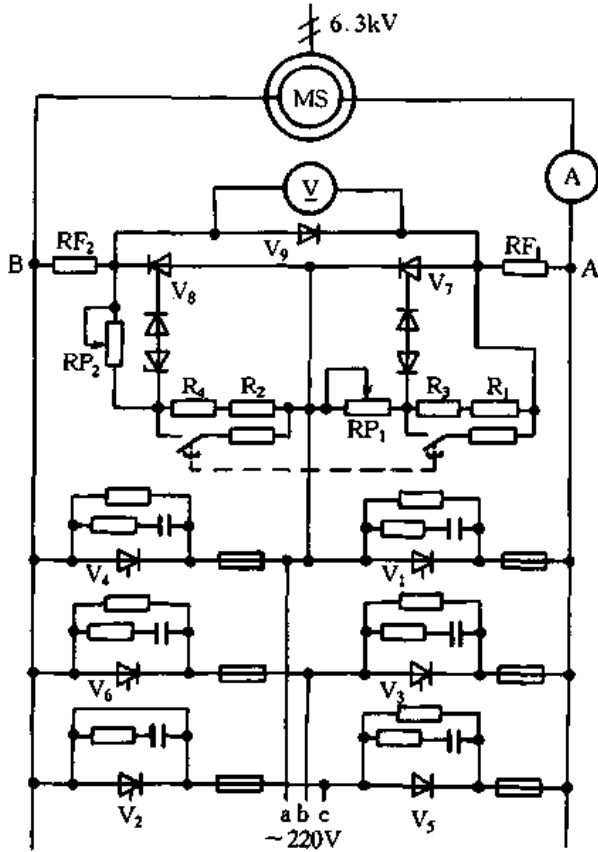 6.3kV
MS
A
V
RF₂
V₉
RF₁
B
A
V₈
V₇
RP₂
R₄
R₂
R₃
R₁
RP₁
V₄
V₁
V₆
V₃
V₂
a b c
V₅
~220V